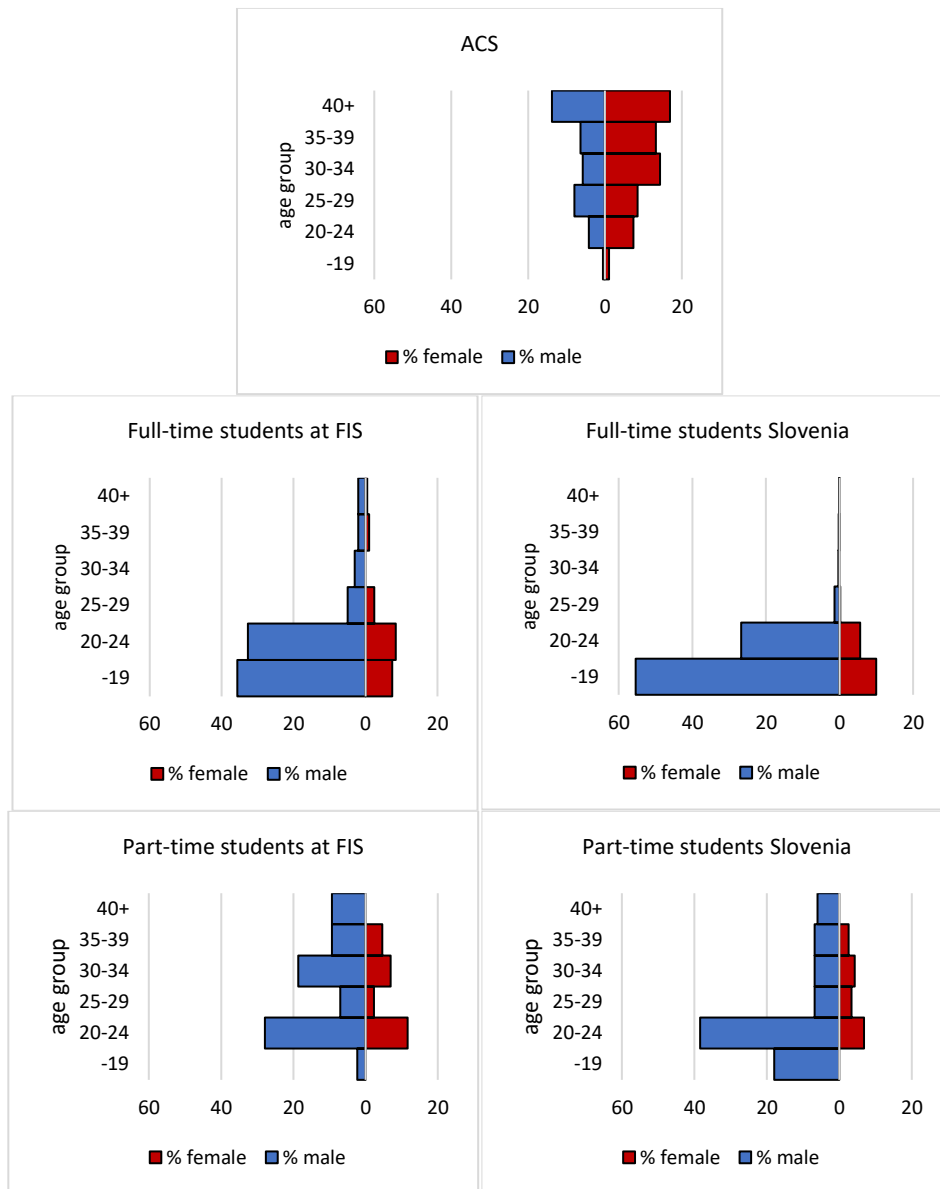 ACS
age group
40+
35-39
30-34
25-29
20-24
-19
60 40 20 0 20
% female % male
Full-time students at FIS
age group
40+
35-39
30-34
25-29
20-24
-19
60 40 20 0 20
% female % male
Full-time students Slovenia
age group
40+
35-39
30-34
25-29
20-24
-19
60 40 20 0 20
% female % male
Part-time students at FIS
age group
40+
35-39
30-34
25-29
20-24
-19
60 40 20 0 20
% female % male
Part-time students Slovenia
age group
40+
35-39
30-34
25-29
20-24
-19
60 40 20 0 20
% female % male